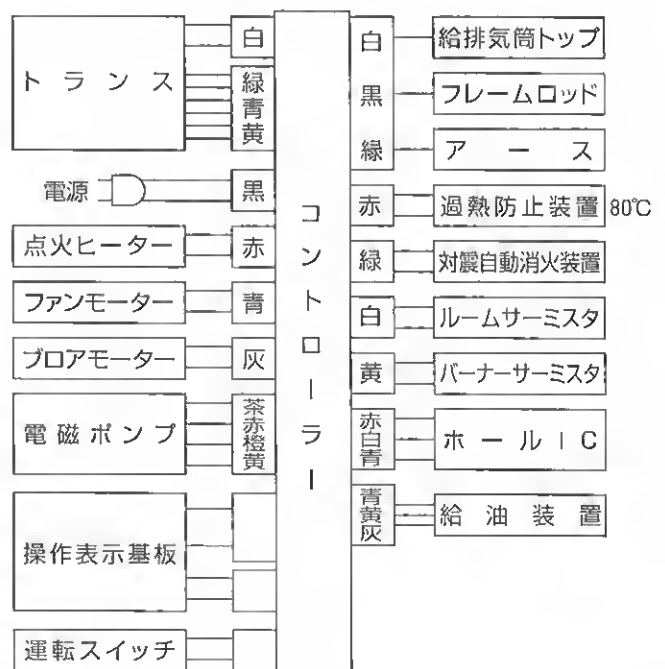 トランス
白
緑
青
黄
電源
黒
点火ヒーター
赤
ファンモーター
青
ブロアモーター
灰
電磁ポンプ
茶
赤
橙
黄
操作表示基板
運転スイッチ
コントローラー
白
給排気筒トップ
黒
フレームロッド
緑
アース
赤
過熱防止装置 80℃
緑
対震自動消火装置
白
ルームサーミスタ
黄
バーナーサーミスタ
赤
白
青
ホールIC
青
黄
灰
給油装置